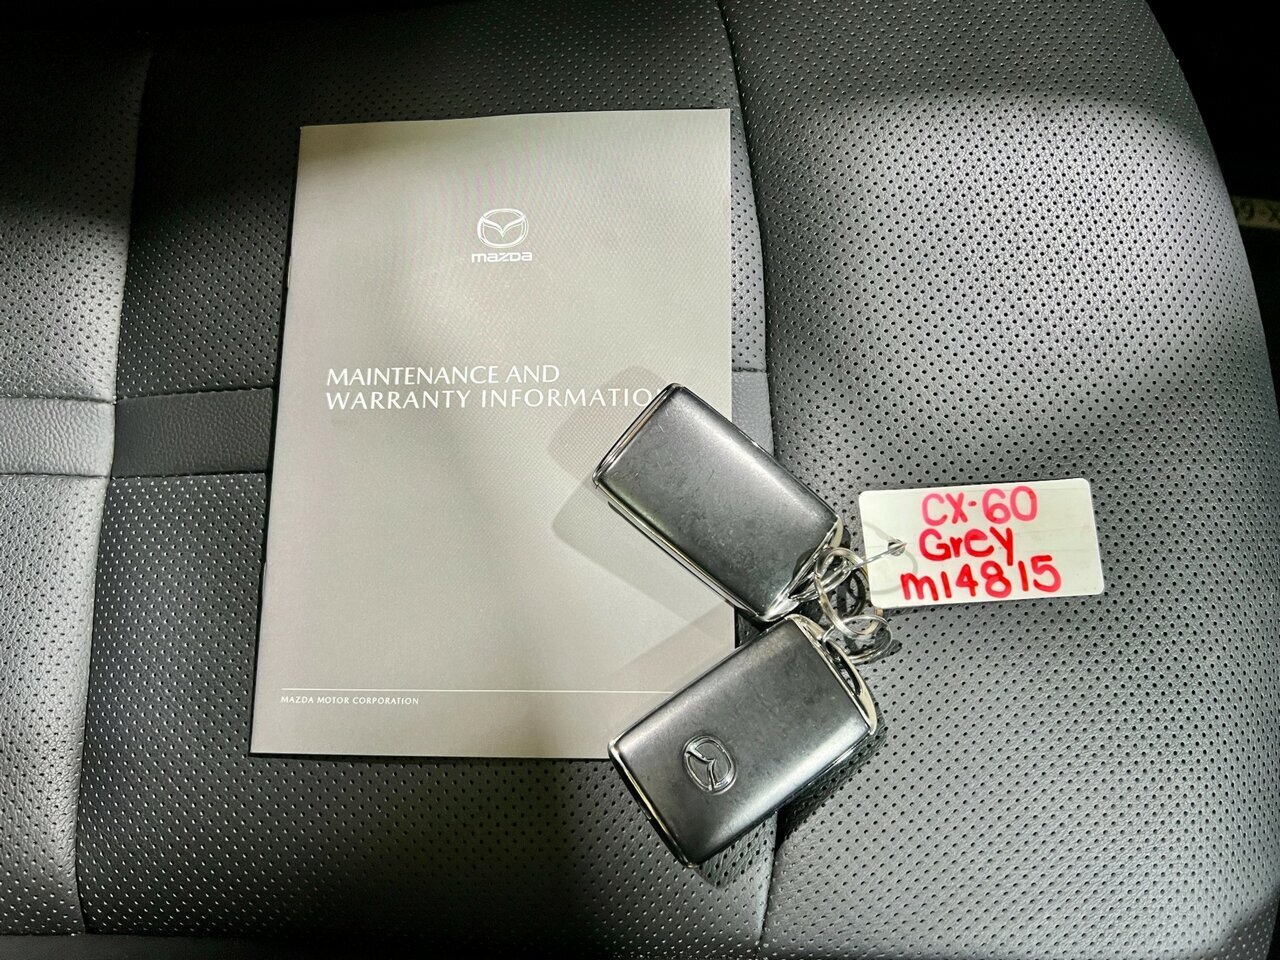 mazda
MAINTENANCE AND
WARRANTY INFORMATIO
MAZDA MOTOR CORPORATION
CX-60
Grey
m14815